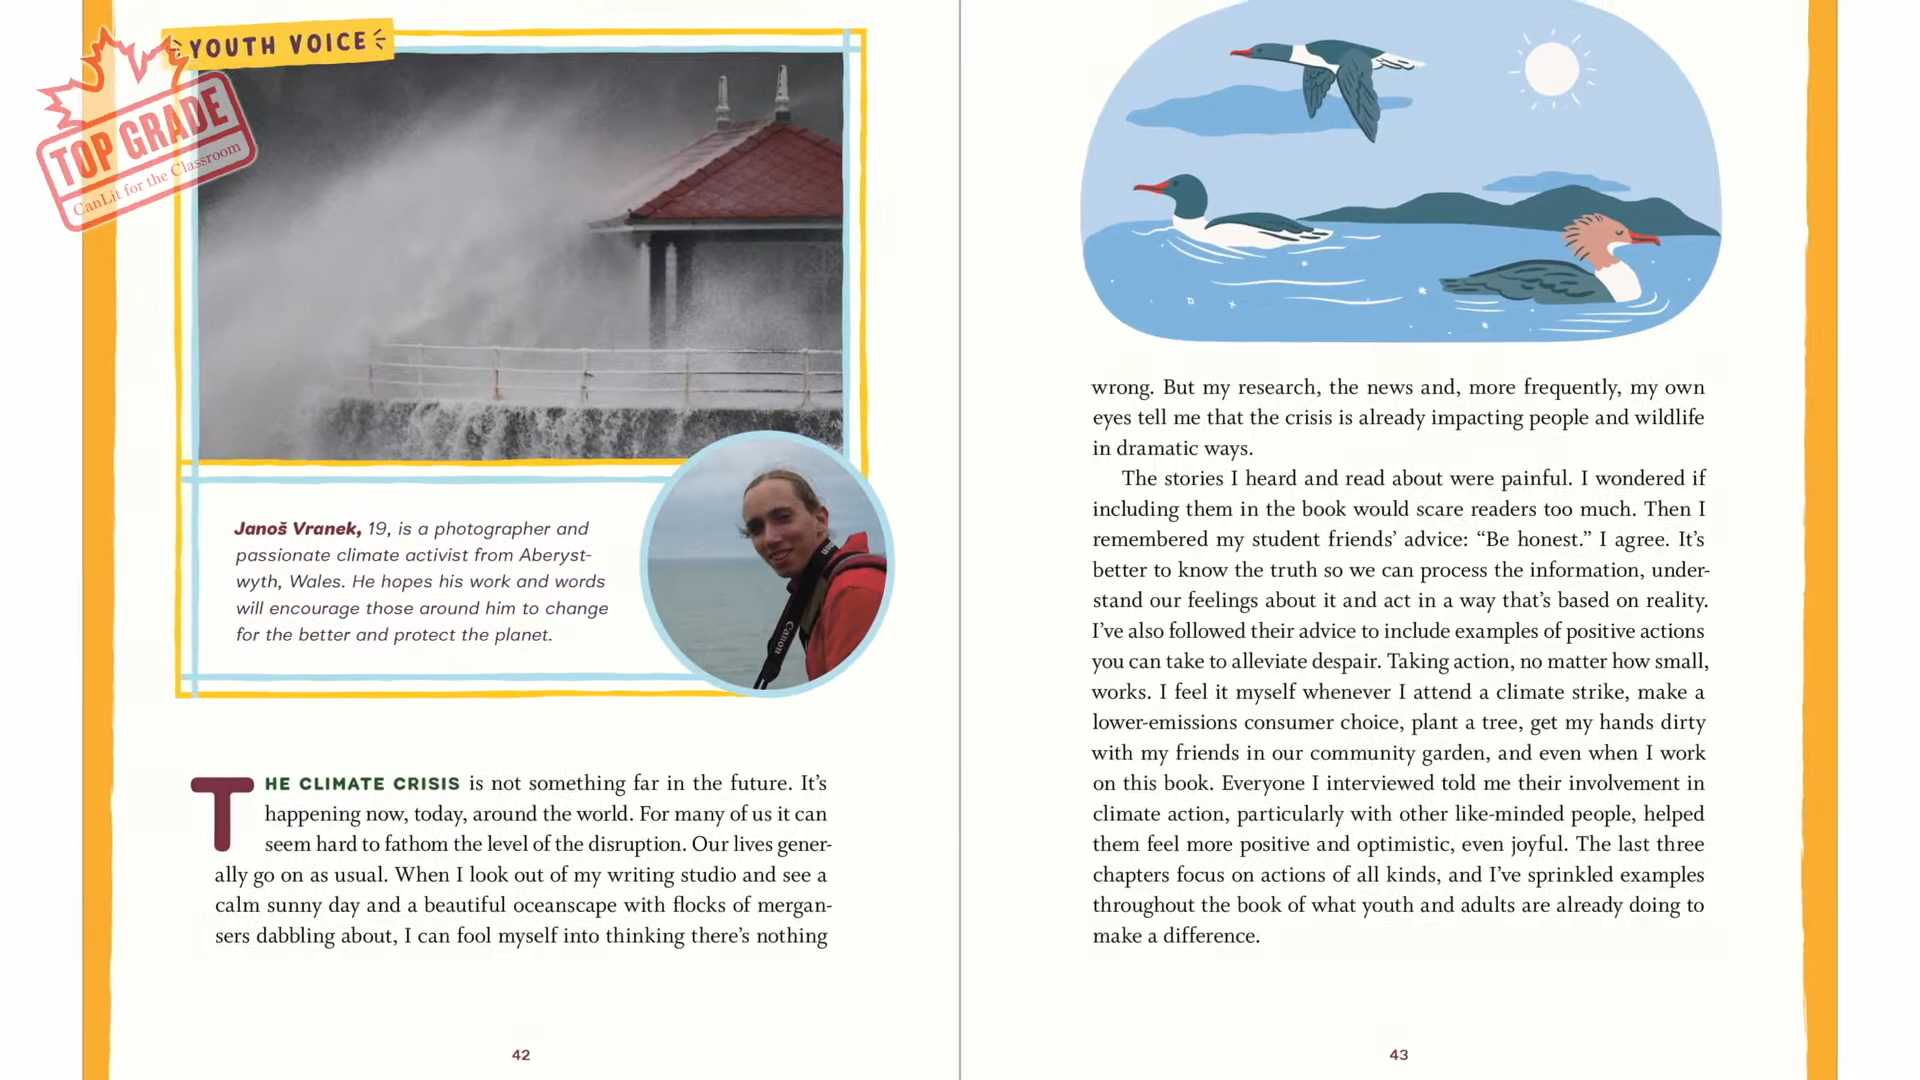 YOUTH VOICE
TOP GRADE
CanLit for the Classroom
Janoš Vranek, 19, is a photographer and
passionate climate activist from Aberyst-
wyth, Wales. He hopes his work and words
will encourage those around him to change
for the better and protect the planet.
Canon
THE CLIMATE CRISIS is not something far in the future. It’s
happening now, today, around the world. For many of us it can
seem hard to fathom the level of the disruption. Our lives gener-
ally go on as usual. When I look out of my writing studio and see a
calm sunny day and a beautiful oceanscape with flocks of mergan-
sers dabbling about, I can fool myself into thinking there’s nothing
42
wrong. But my research, the news and, more frequently, my own
eyes tell me that the crisis is already impacting people and wildlife
in dramatic ways.
The stories I heard and read about were painful. I wondered if
including them in the book would scare readers too much. Then I
remembered my student friends’ advice: “Be honest.” I agree. It’s
better to know the truth so we can process the information, under-
stand our feelings about it and act in a way that’s based on reality.
I’ve also followed their advice to include examples of positive actions
you can take to alleviate despair. Taking action, no matter how small,
works. I feel it myself whenever I attend a climate strike, make a
lower-emissions consumer choice, plant a tree, get my hands dirty
with my friends in our community garden, and even when I work
on this book. Everyone I interviewed told me their involvement in
climate action, particularly with other like-minded people, helped
them feel more positive and optimistic, even joyful. The last three
chapters focus on actions of all kinds, and I’ve sprinkled examples
throughout the book of what youth and adults are already doing to
make a difference.
43